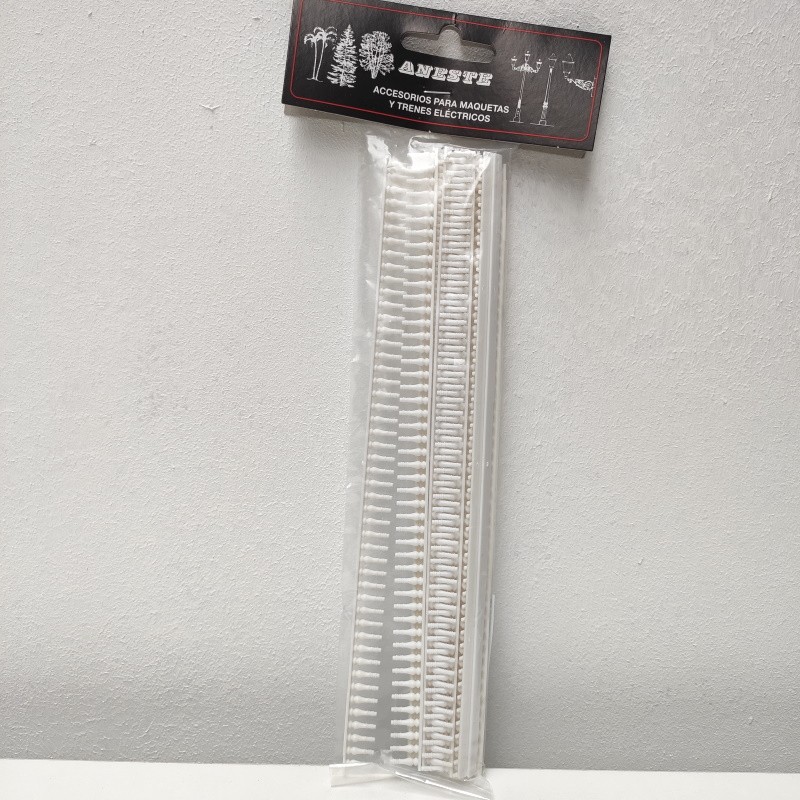 ANESTE
ACCESORIOS PARA MAQUETAS
Y TRENES ELÉCTRICOS